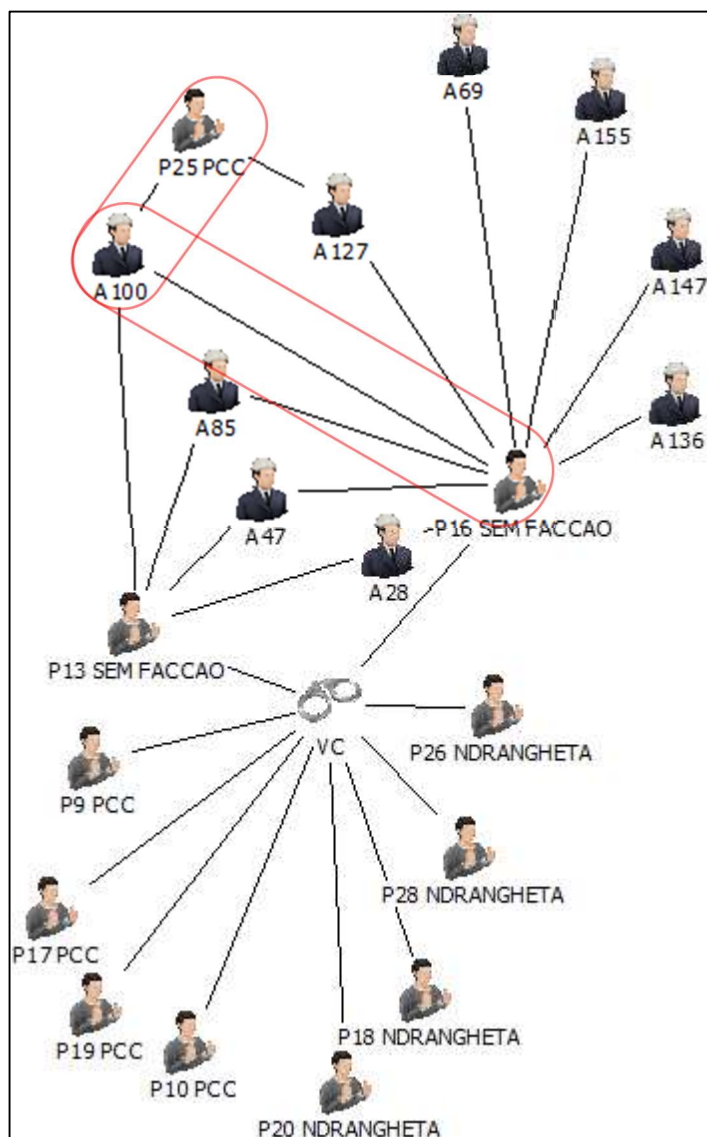 A69
A155
P25 PCC
A127
A100
A147
A85
A136
A47
-P16 SEM FACCAO
A28
P13 SEM FACCAO
VC
P26 NDRANGHETA
P9 PCC
P28 NDRANGHETA
P17 PCC
P19 PCC
P18 NDRANGHETA
P10 PCC
P20 NDRANGHETA